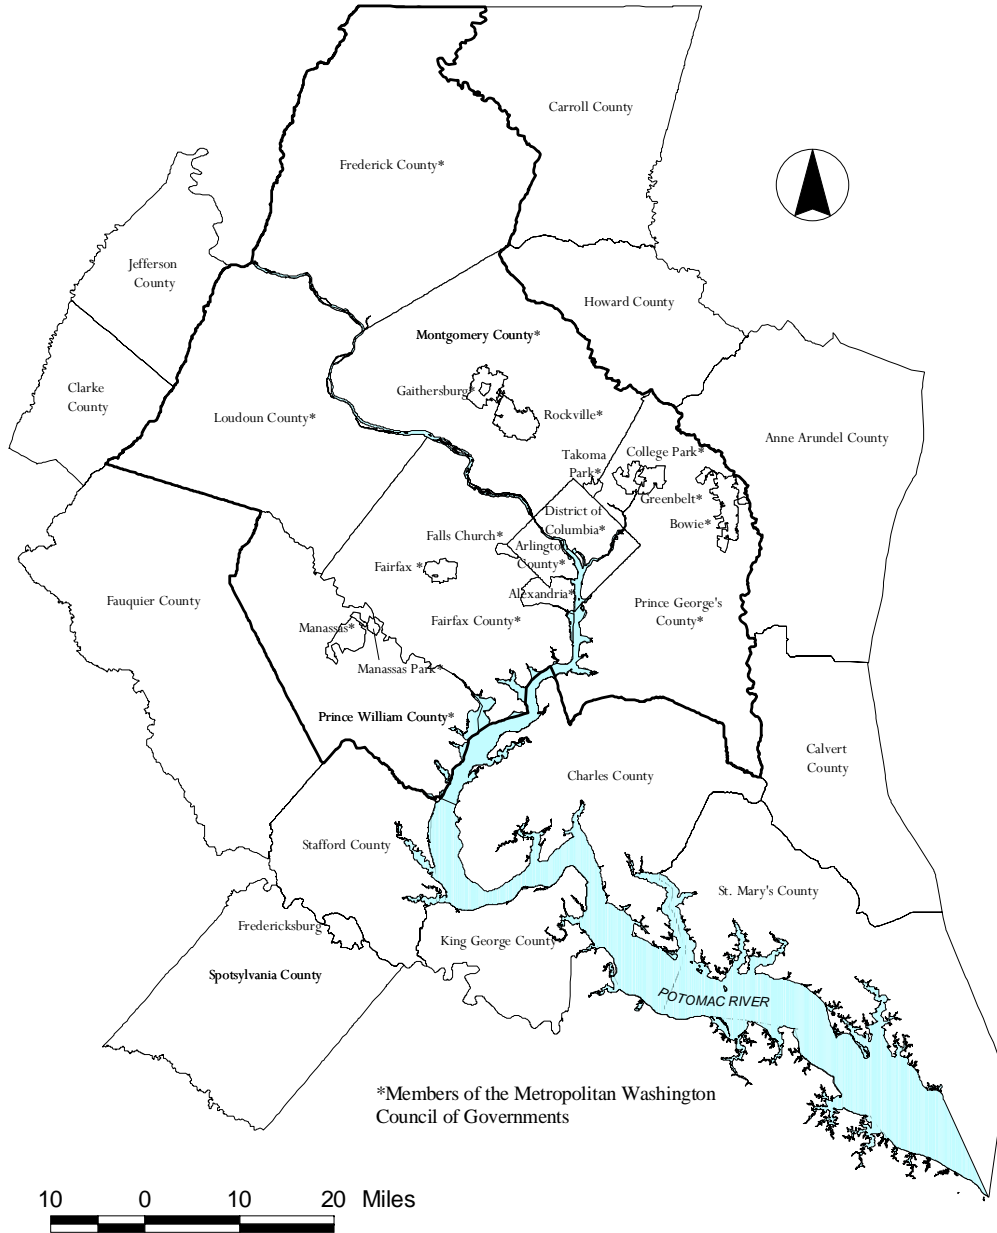 Carroll County
Frederick County*
Jefferson
County
Howard County
Montgomery County*
Clarke
County
Gaithersburg*
Rockville*
Loudoun County*
Anne Arundel County
College Park*
Takoma
Park*
Greenbelt*
Bowie*
District of
Columbia*
Falls Church*
Arlington
County*
Fairfax *
Alexandria*
Fauquier County
Prince George's
County*
Fairfax County*
Manassas*
Manassas Park*
Prince William County*
Calvert
County
Charles County
Stafford County
St. Mary's County
Fredericksburg
King George County
Spotsylvania County
POTOMAC RIVER
*Members of the Metropolitan Washington
Council of Governments
10 0 10 20 Miles